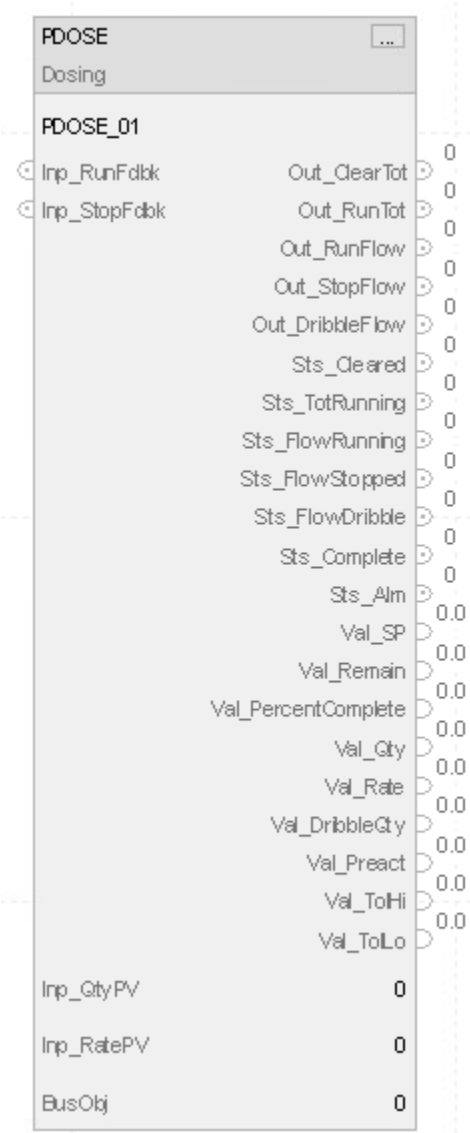 PDOSE ...
Dosing
PDOSE_01
0
Inp_RunFdbk Out_ClearTot
0
Inp_StopFdbk Out_RunTot
0
Out_RunFlow
0
Out_StopFlow
0
Out_DribbleFlow
0
Sts_Cleared
0
Sts_TotRunning
0
Sts_FlowRunning
0
Sts_FlowStopped
0
Sts_FlowDribble
0
Sts_Complete
0
Sts_Alm
0.0
Val_SP
0.0
Val_Remain
0.0
Val_PercentComplete
0.0
Val_Qty
0.0
Val_Rate
0.0
Val_DribbleQty
0.0
Val_Preact
0.0
Val_TolHi
0.0
Val_TolLo
Inp_QtyPV 0
Inp_RatePV 0
BusObj 0